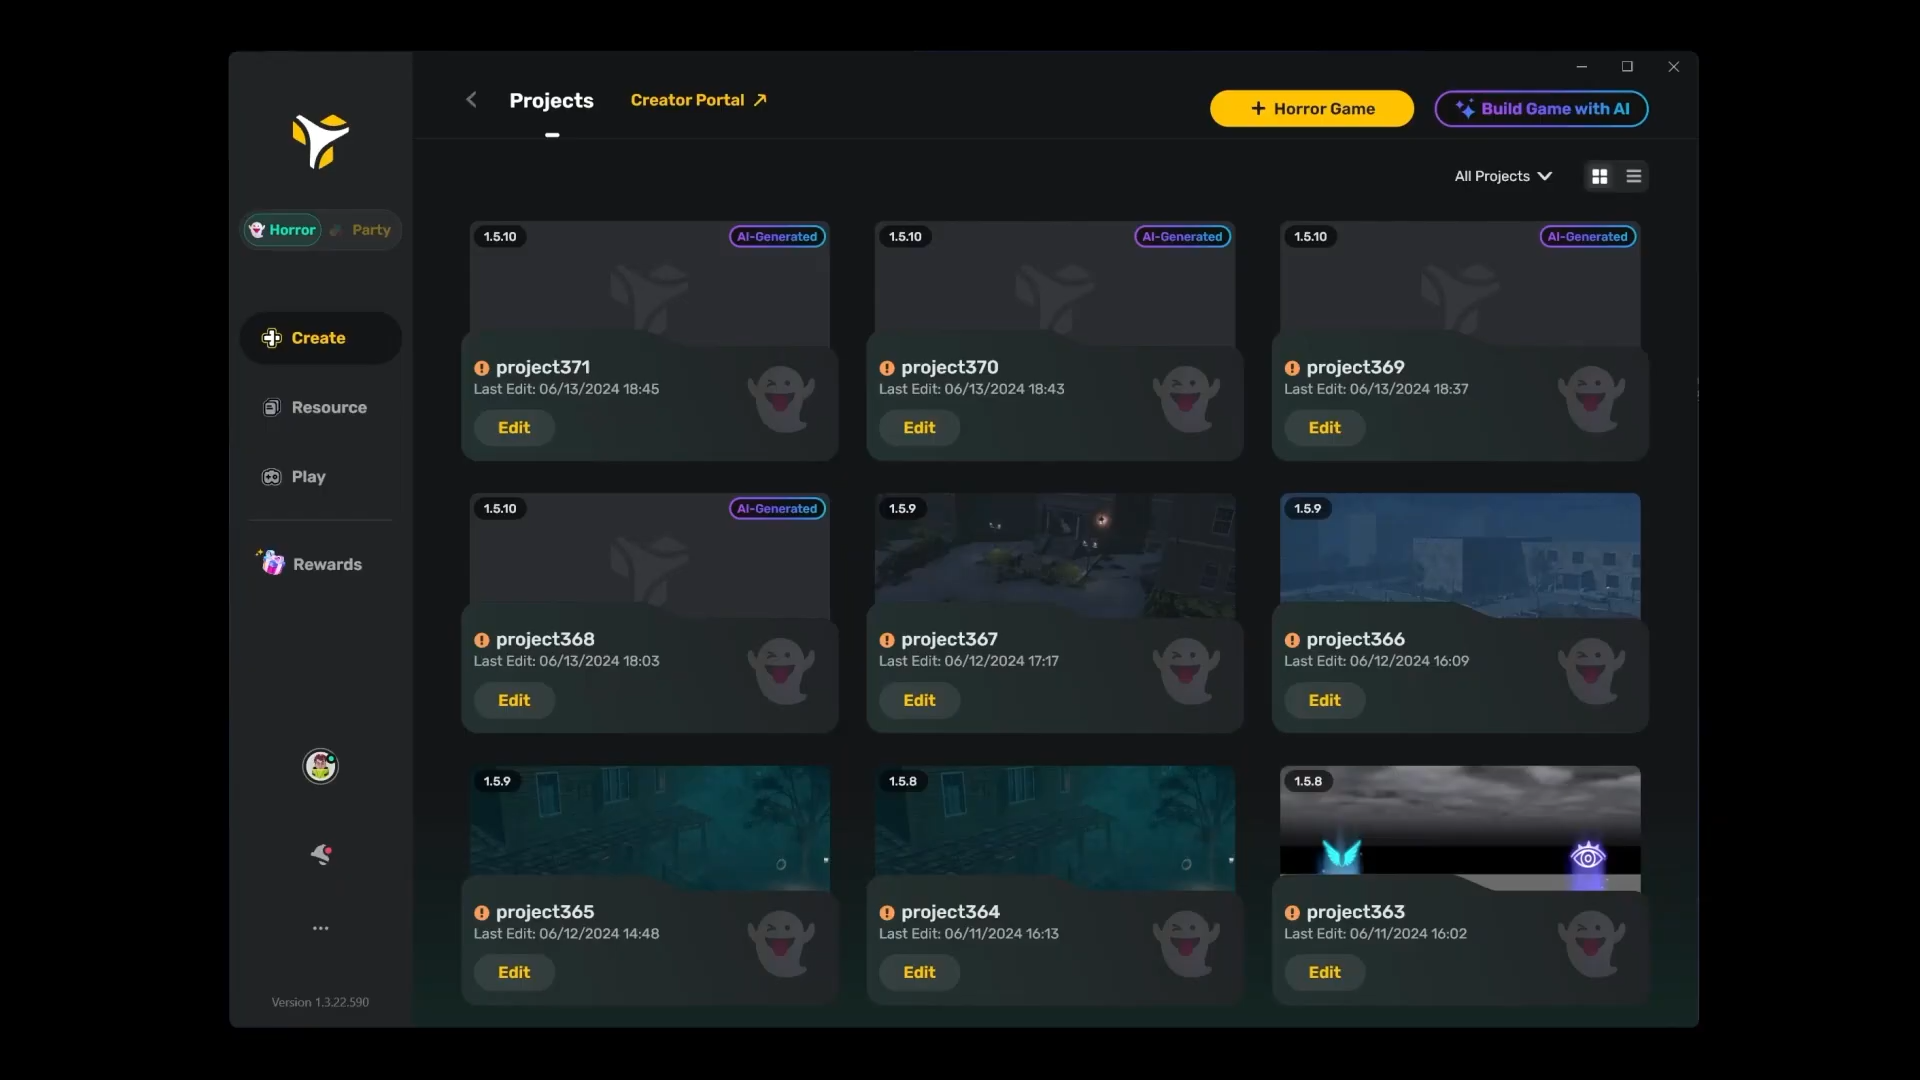 Projects
Creator Portal
+ Horror Game
Build Game with AI
All Projects
Horror
Party
Create
Resource
Play
Rewards
Version 1.3.22.590
1.5.10
AI-Generated
project371
Last Edit: 06/13/2024 18:45
Edit
1.5.10
AI-Generated
project370
Last Edit: 06/13/2024 18:43
Edit
1.5.10
AI-Generated
project369
Last Edit: 06/13/2024 18:37
Edit
1.5.10
AI-Generated
project368
Last Edit: 06/13/2024 18:03
Edit
1.5.9
project367
Last Edit: 06/12/2024 17:17
Edit
1.5.9
project366
Last Edit: 06/12/2024 16:09
Edit
1.5.9
project365
Last Edit: 06/12/2024 14:48
Edit
1.5.8
project364
Last Edit: 06/11/2024 16:13
Edit
1.5.8
project363
Last Edit: 06/11/2024 16:02
Edit